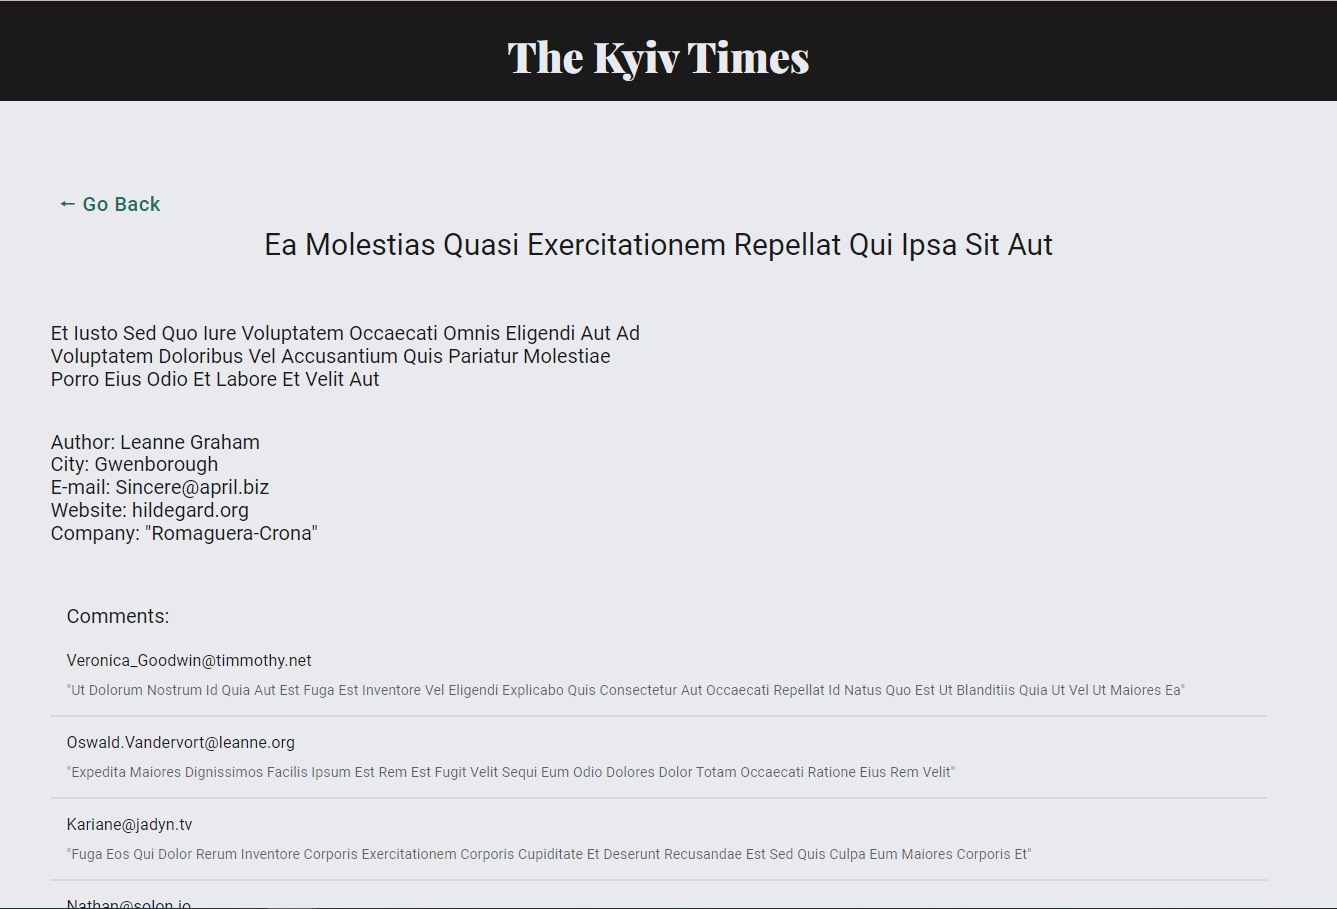 The Kyiv Times
← Go Back
Ea Molestias Quasi Exercitationem Repellat Qui Ipsa Sit Aut
Et Iusto Sed Quo Iure Voluptatem Occaecati Omnis Eligendi Aut Ad
Voluptatem Doloribus Vel Accusantium Quis Pariatur Molestiae
Porro Eius Odio Et Labore Et Velit Aut
Author: Leanne Graham
City: Gwenborough
E-mail: Sincere@april.biz
Website: hildegard.org
Company: "Romaguera-Crona"
Comments:
Veronica_Goodwin@timmothy.net
"Ut Dolorum Nostrum Id Quia Aut Est Fuga Est Inventore Vel Eligendi Explicabo Quis Consectetur Aut Occaecati Repellat Id Natus Quo Est Ut Blanditiis Quia Ut Vel Ut Maiores Ea"
Oswald.Vandervort@leanne.org
"Expedita Maiores Dignissimos Facilis Ipsum Est Rem Est Fugit Velit Sequi Eum Odio Dolores Dolor Totam Occaecati Ratione Eius Rem Velit"
Kariane@jadyn.tv
"Fuga Eos Qui Dolor Rerum Inventore Corporis Exercitationem Corporis Cupiditate Et Deserunt Recusandae Est Sed Quis Culpa Eum Maiores Corporis Et"
Nathan@solon.io